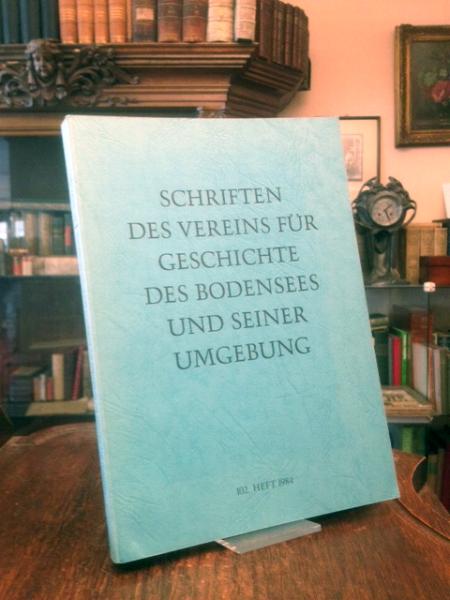 SCHRIFTEN
DES VEREINS FÜR
GESCHICHTE
DES BODENSEES
UND SEINER
UMGEBUNG
102. HEFT 1984